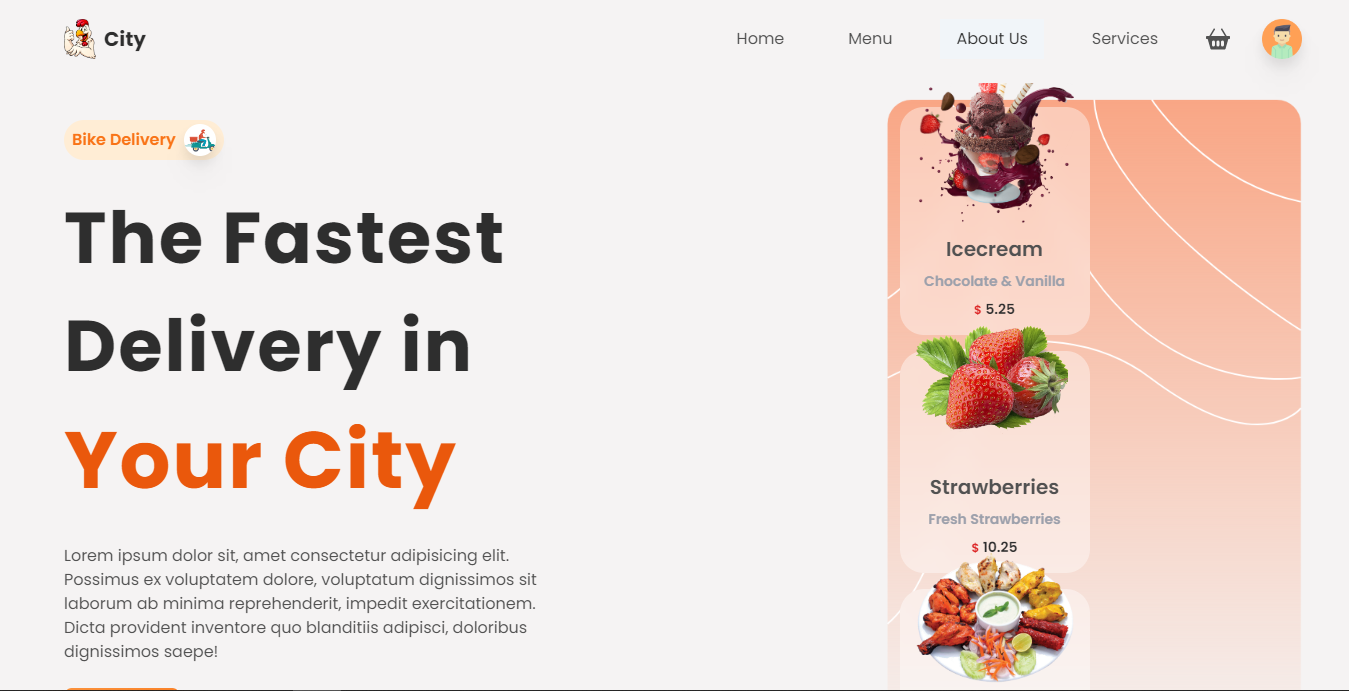 City
Home
Menu
About Us
Services
Bike Delivery
The Fastest
Delivery in
Your City
Lorem ipsum dolor sit, amet consectetur adipisicing elit.
Possimus ex voluptatem dolore, voluptatum dignissimos sit
laborum ab minima reprehenderit, impedit exercitationem.
Dicta provident inventore quo blanditiis adipisci, doloribus
dignissimos saepe!
Icecream
Chocolate & Vanilla
$ 5.25
Strawberries
Fresh Strawberries
$ 10.25